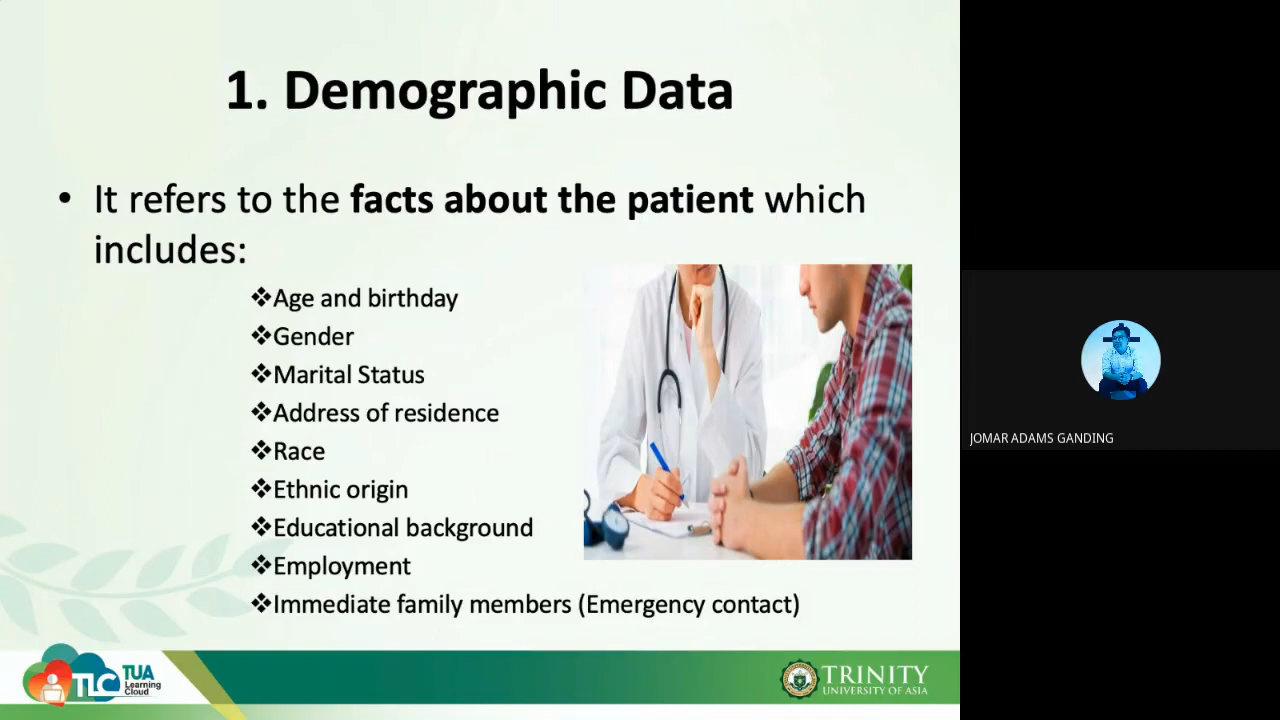 1. Demographic Data
• It refers to the facts about the patient which
includes:
❖Age and birthday
❖Gender
❖Marital Status
❖Address of residence
❖Race
❖Ethnic origin
❖Educational background
❖Employment
❖Immediate family members (Emergency contact)
JOMAR ADAMS GANDING
TLC
TUA
Learning
Cloud
TRINITY
UNIVERSITY OF ASIA